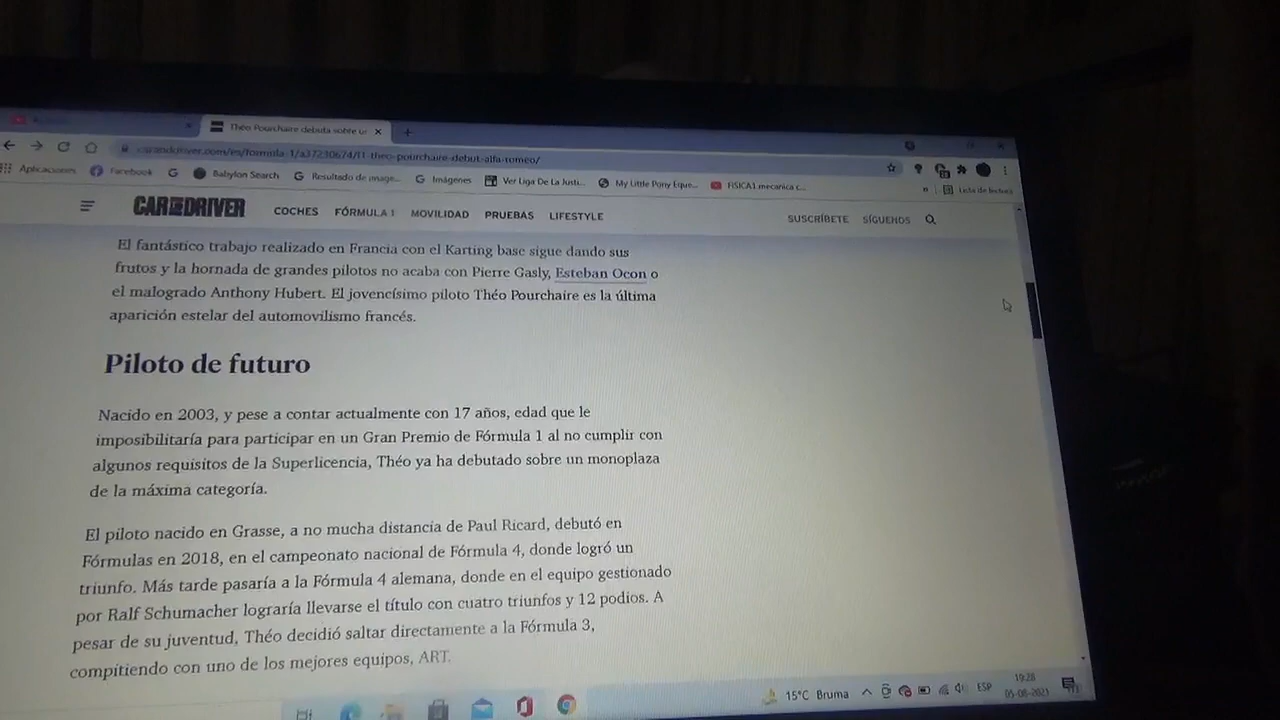 Théo Pourchaire debuta sobre u
caranddriver.com/es/formula-1/a37230674/f1-theo-pourchaire-debut-alfa-romeo/
Aplicaciones Facebook Babylon Search Resultado de image... Imágenes Ver Liga De La Justi... My Little Pony Eque... FISICA1 mecanica c... Lista de lectura
CAR AND DRIVER COCHES FÓRMULA 1 MOVILIDAD PRUEBAS LIFESTYLE SUSCRÍBETE SÍGUENOS
El fantástico trabajo realizado en Francia con el Karting base sigue dando sus
frutos y la hornada de grandes pilotos no acaba con Pierre Gasly, Esteban Ocon o
el malogrado Anthony Hubert. El jovencísimo piloto Théo Pourchaire es la última
aparición estelar del automovilismo francés.
Piloto de futuro
Nacido en 2003, y pese a contar actualmente con 17 años, edad que le
imposibilitaría para participar en un Gran Premio de Fórmula 1 al no cumplir con
algunos requisitos de la Superlicencia, Théo ya ha debutado sobre un monoplaza
de la máxima categoría.
El piloto nacido en Grasse, a no mucha distancia de Paul Ricard, debutó en
Fórmulas en 2018, en el campeonato nacional de Fórmula 4, donde logró un
triunfo. Más tarde pasaría a la Fórmula 4 alemana, donde en el equipo gestionado
por Ralf Schumacher lograría llevarse el título con cuatro triunfos y 12 podios. A
pesar de su juventud, Théo decidió saltar directamente a la Fórmula 3,
compitiendo con uno de los mejores equipos, ART.
15°C Bruma ESP 19:28